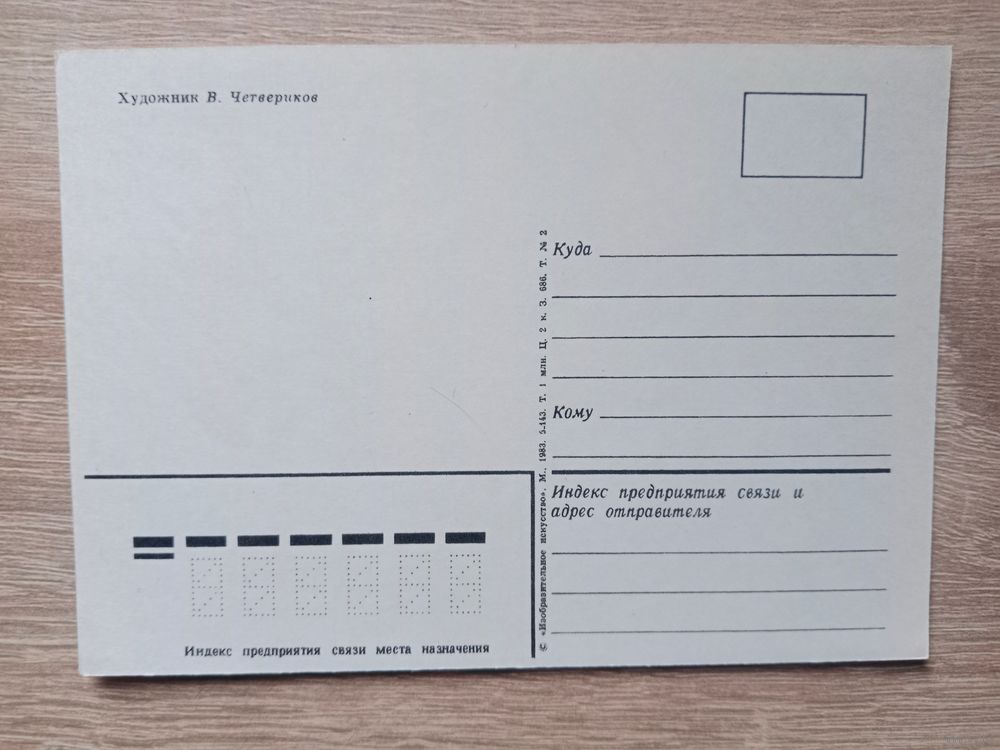 Художник В. Четвериков
Куда
Кому
Индекс предприятия связи и
адрес отправителя
© «Изобразительное искусство». М., 1983. 5-143. Т. 1 млн. Ц. 2 к. З. 686. Т. № 2
Индекс предприятия связи места назначения